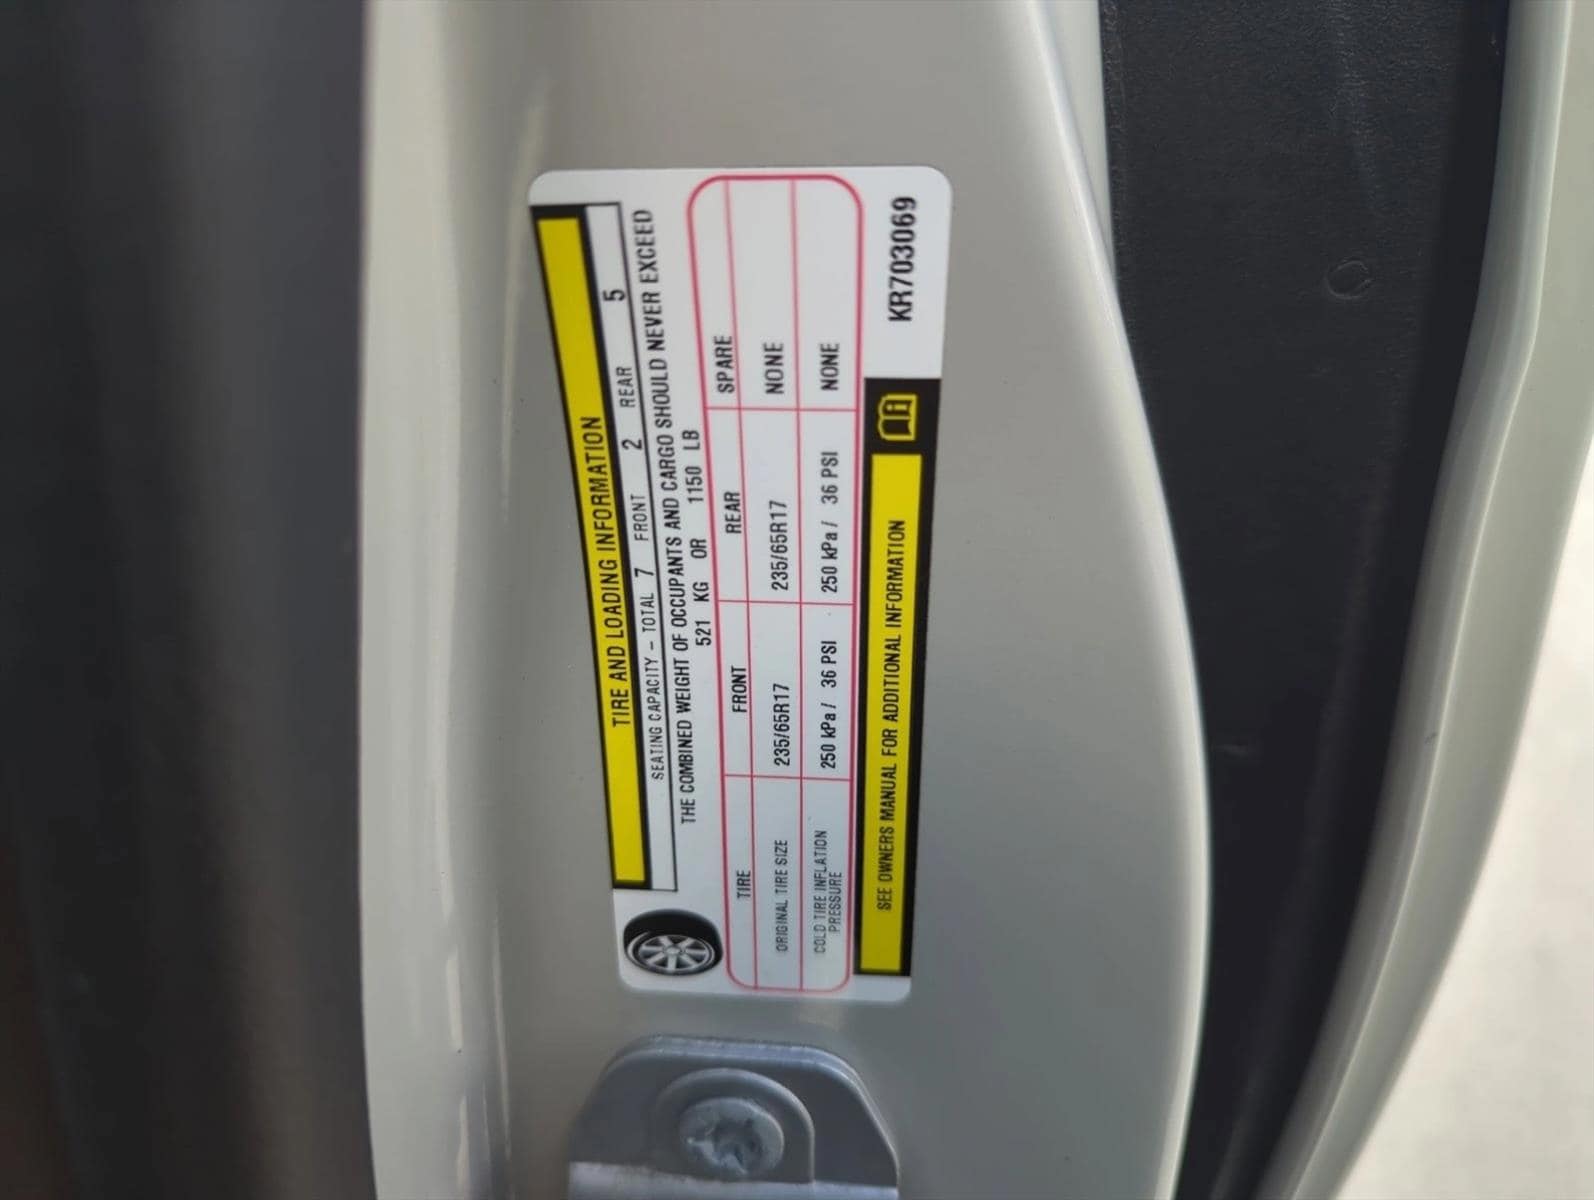 TIRE AND LOADING INFORMATION
SEATING CAPACITY - TOTAL 7 FRONT 2 REAR 5
THE COMBINED WEIGHT OF OCCUPANTS AND CARGO SHOULD NEVER EXCEED
521 KG OR 1150 LB
TIRE FRONT REAR SPARE
ORIGINAL TIRE SIZE 235/65R17 235/65R17 NONE
COLD TIRE INFLATION
PRESSURE 250 kPa / 36 PSI 250 kPa / 36 PSI NONE
SEE OWNERS MANUAL FOR ADDITIONAL INFORMATION
KR703069